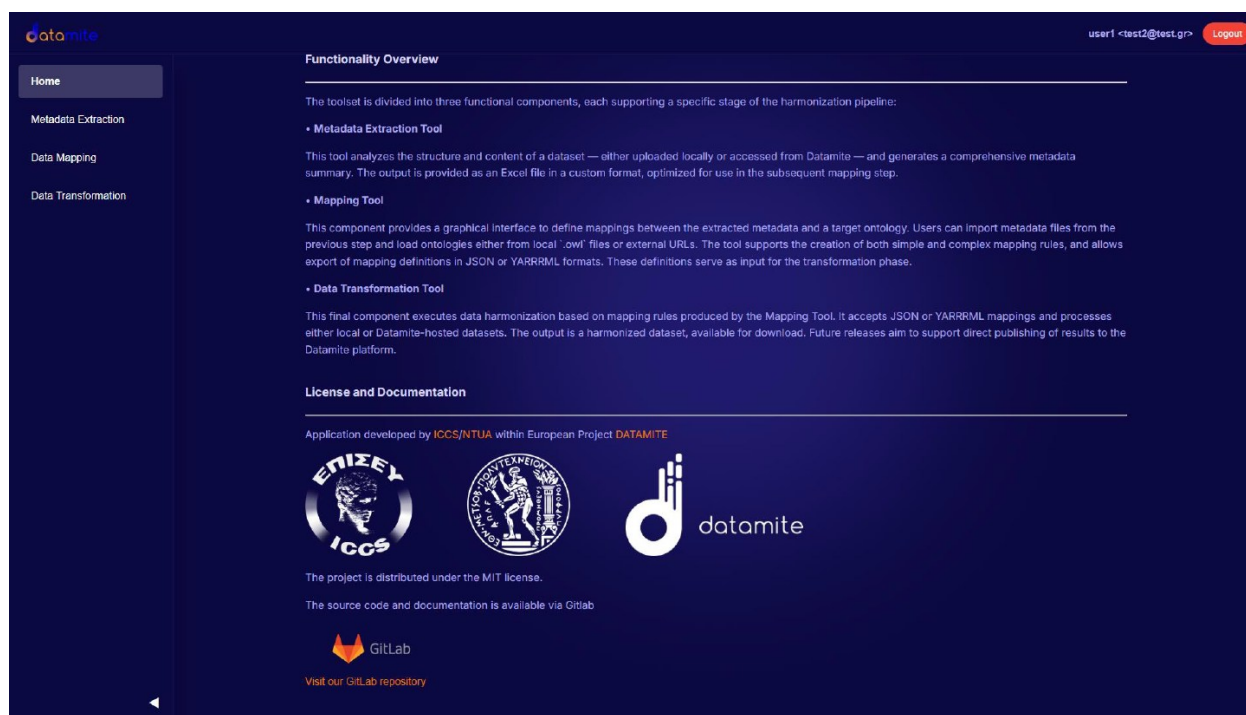 datamite
user1 <test2@test.gr>
Logout
Home
Metadata Extraction
Data Mapping
Data Transformation
Functionality Overview
The toolset is divided into three functional components, each supporting a specific stage of the harmonization pipeline:
• Metadata Extraction Tool
This tool analyzes the structure and content of a dataset — either uploaded locally or accessed from Datamite — and generates a comprehensive metadata
summary. The output is provided as an Excel file in a custom format, optimized for use in the subsequent mapping step.
• Mapping Tool
This component provides a graphical interface to define mappings between the extracted metadata and a target ontology. Users can import metadata files from the
previous step and load ontologies either from local `.owl` files or external URLs. The tool supports the creation of both simple and complex mapping rules, and allows
export of mapping definitions in JSON or YARRRML formats. These definitions serve as input for the transformation phase.
• Data Transformation Tool
This final component executes data harmonization based on mapping rules produced by the Mapping Tool. It accepts JSON or YARRRML mappings and processes
either local or Datamite-hosted datasets. The output is a harmonized dataset, available for download. Future releases aim to support direct publishing of results to the
Datamite platform.
License and Documentation
Application developed by ICCS/NTUA within European Project DATAMITE
ΕΠΙΣΕΥ
ICCS
ΕΘΝ·ΜΕΤΣΟΒ·ΠΟΛΥΤΕΧΝΕΙΟΝ
datamite
The project is distributed under the MIT license.
The source code and documentation is available via Gitlab
GitLab
Visit our GitLab repository